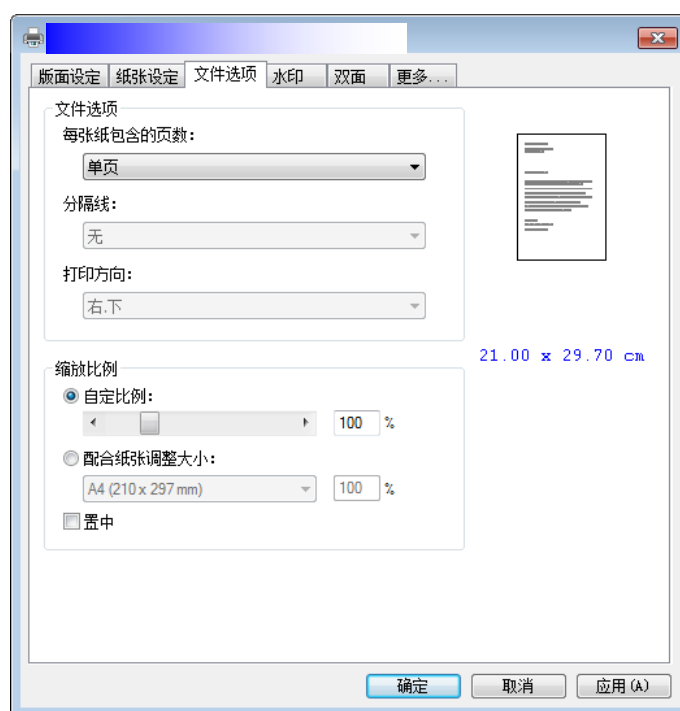 版面设定 纸张设定 文件选项 水印 双面 更多...
文件选项
每张纸包含的页数：
单页
分隔线：
无
打印方向：
右.下
21.00 x 29.70 cm
缩放比例
自定比例：
100 %
配合纸张调整大小：
A4 (210 x 297 mm) 100 %
置中
确定 取消 应用(A)